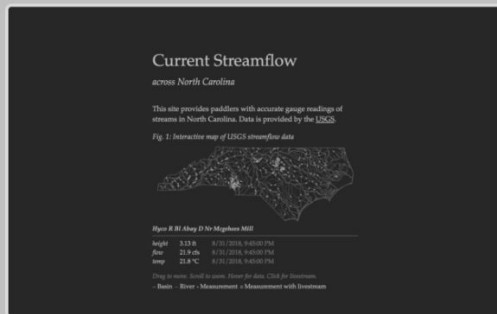 Current Streamflow
across North Carolina
This site provides paddlers with accurate gauge readings of
streams in North Carolina. Data is provided by the USGS.
Fig. 1: Interactive map of USGS streamflow data
Hyco R Bl Abay D Nr Mcgehees Mill
height 3.13 ft 8/31/2018, 9:45:00 PM
flow 21.9 cfs 8/31/2018, 9:45:00 PM
temp 21.8 °C 8/31/2018, 9:45:00 PM
Drag to move. Scroll to zoom. Hover for data. Click for livestream.
– Basin – River • Measurement Measurement with livestream